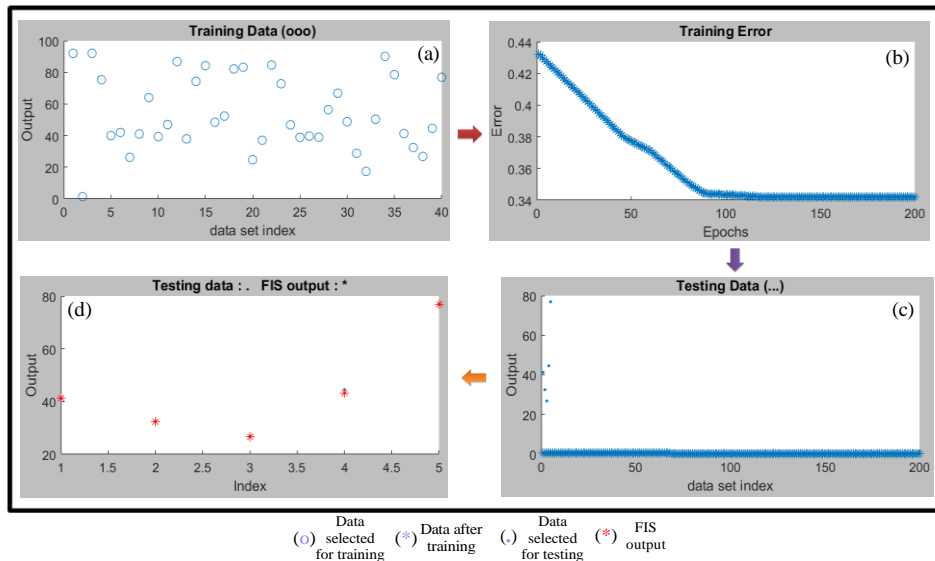 Training Data (ooo)
(a)
100
80
60
40
20
0
Output
0 5 10 15 20 25 30 35 40
data set index
Training Error
(b)
0.44
0.42
0.4
0.38
0.36
0.34
Error
0 50 100 150 200
Epochs
Testing data : . FIS output : *
(d)
80
60
40
20
Output
1 1.5 2 2.5 3 3.5 4 4.5 5
Index
Testing Data (...)
(c)
80
60
40
20
0
Output
0 50 100 150 200
data set index
(o) Data selected for training
(*) Data after training
(.) Data selected for testing
(*) FIS output